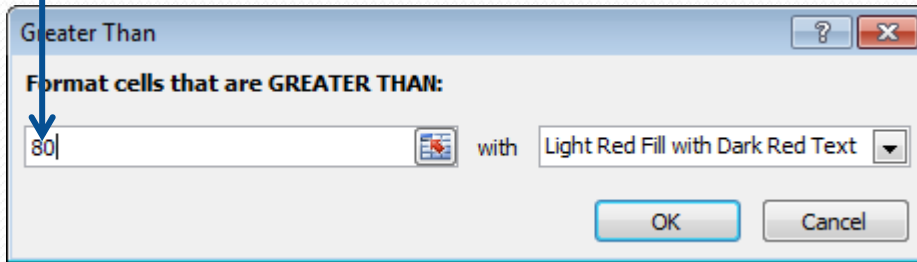 Greater Than
Format cells that are GREATER THAN:
80 with Light Red Fill with Dark Red Text
OK Cancel